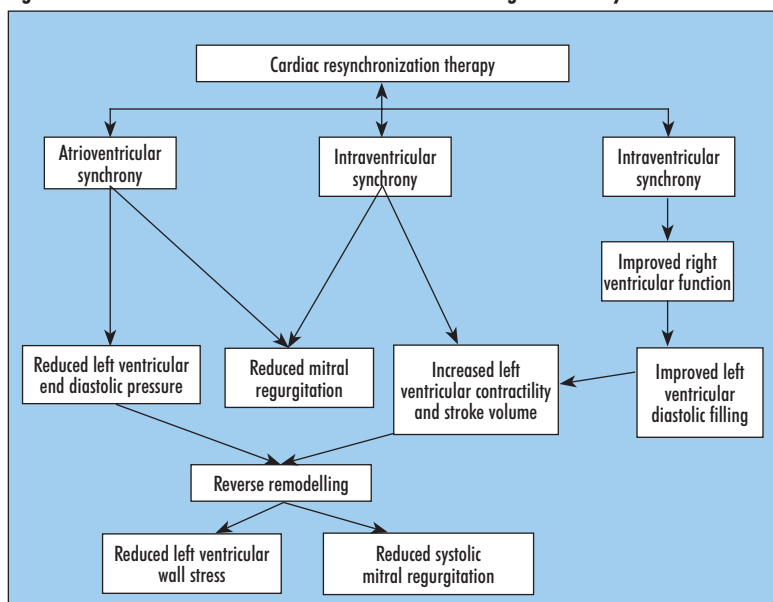 Cardiac resynchronization therapy
Atrioventricular
synchrony
Intraventricular
synchrony
Intraventricular
synchrony
Improved right
ventricular function
Reduced left ventricular
end diastolic pressure
Reduced mitral
regurgitation
Increased left
ventricular contractility
and stroke volume
Improved left
ventricular
diastolic filling
Reverse remodelling
Reduced left ventricular
wall stress
Reduced systolic
mitral regurgitation